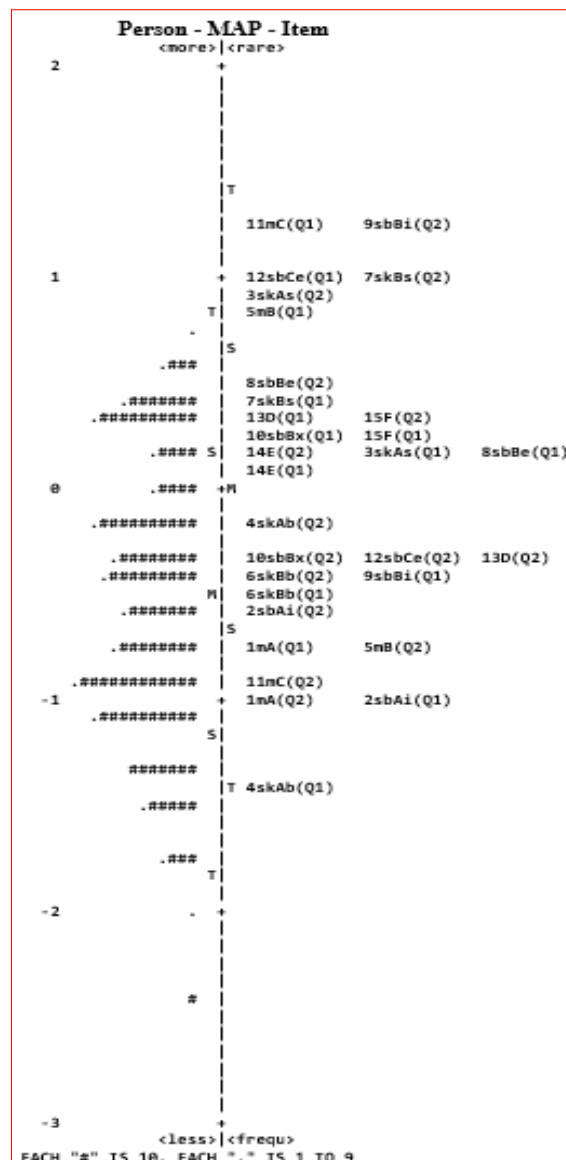 Person - MAP - Item
<more>|<rare>
2 +
|T
| 11mC(Q1) 9sbBi(Q2)
1 + 12sbCe(Q1) 7skBs(Q2)
| 3skAs(Q2)
T| 5mB(Q1)
. |
|S
.### |
| 8sbBe(Q2)
.####### | 7skBs(Q1)
.########## | 13D(Q1) 15F(Q2)
| 10sbBx(Q1) 15F(Q1)
.#### S| 14E(Q2) 3skAs(Q1) 8sbBe(Q1)
| 14E(Q1)
0 .#### +M
.########## | 4skAb(Q2)
.######## | 10sbBx(Q2) 12sbCe(Q2) 13D(Q2)
.######### | 6skBb(Q2) 9sbBi(Q1)
M| 6skBb(Q1)
.####### | 2sbAi(Q2)
|S
.######## | 1mA(Q1) 5mB(Q2)
.############ | 11mC(Q2)
-1 + 1mA(Q2) 2sbAi(Q1)
.########## |
S|
####### |
|T 4skAb(Q1)
.##### |
.### |
T|
-2 . +
# |
-3 +
<less>|<frequ>
EACH "#" IS 10. EACH "." IS 1 TO 9